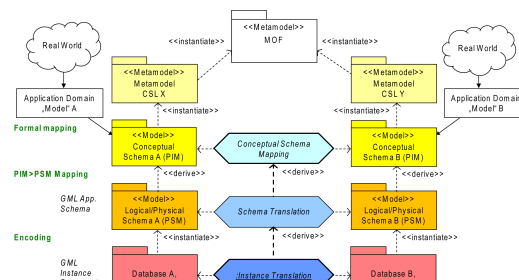 <<Metamodel>>
MOF
Real World
<<instantiate>>
<<instantiate>>
Real World
<<Metamodel>>
Metamodel
CSL X
<<Metamodel>>
Metamodel
CSL Y
Application Domain
„Model“ A
<<instantiate>>
<<instantiate>>
Application Domain
„Model“ B
Formal mapping
<<Model>>
Conceptual
Schema A (PIM)
Conceptual Schema
Mapping
<<Model>>
Conceptual
Schema B (PIM)
PIM>PSM Mapping
<<derive>>
<<derive>>
<<derive>>
GML App.
Schema
<<Model>>
Logical/Physical
Schema A (PSM)
Schema Translation
<<Model>>
Logical/Physical
Schema B (PSM)
Encoding
<<instantiate>>
<<derive>>
<<instantiate>>
GML
Instance
Database A,
:Instance Translation
Database B,